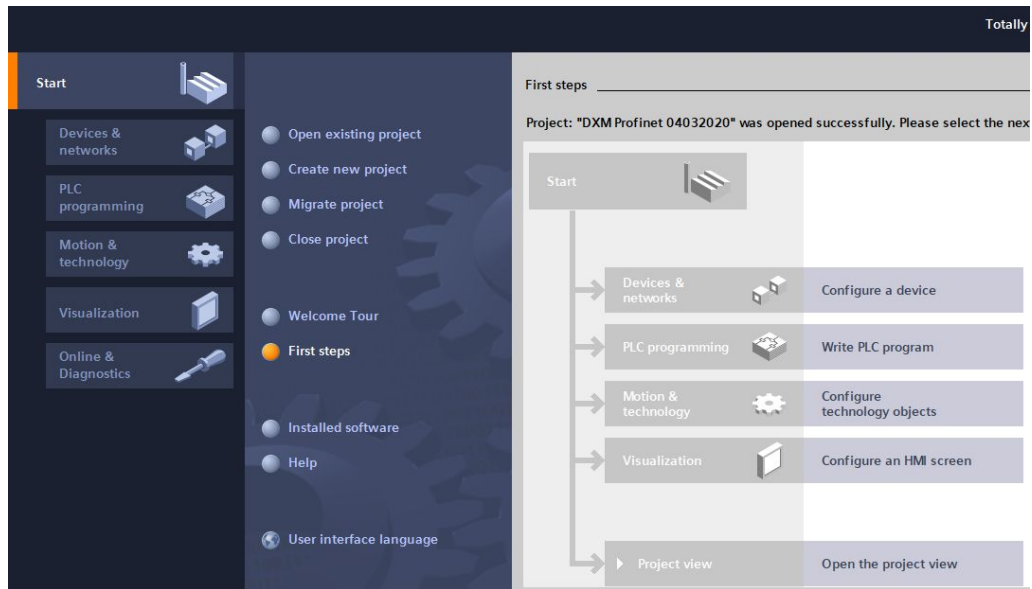 Totally
Start
Devices &
networks
PLC
programming
Motion &
technology
Visualization
Online &
Diagnostics
Open existing project
Create new project
Migrate project
Close project
Welcome Tour
First steps
Installed software
Help
User interface language
First steps
Project: "DXM Profinet 04032020" was opened successfully. Please select the nex
Start
Devices &
networks
Configure a device
PLC programming
Write PLC program
Motion &
technology
Configure
technology objects
Visualization
Configure an HMI screen
Project view
Open the project view